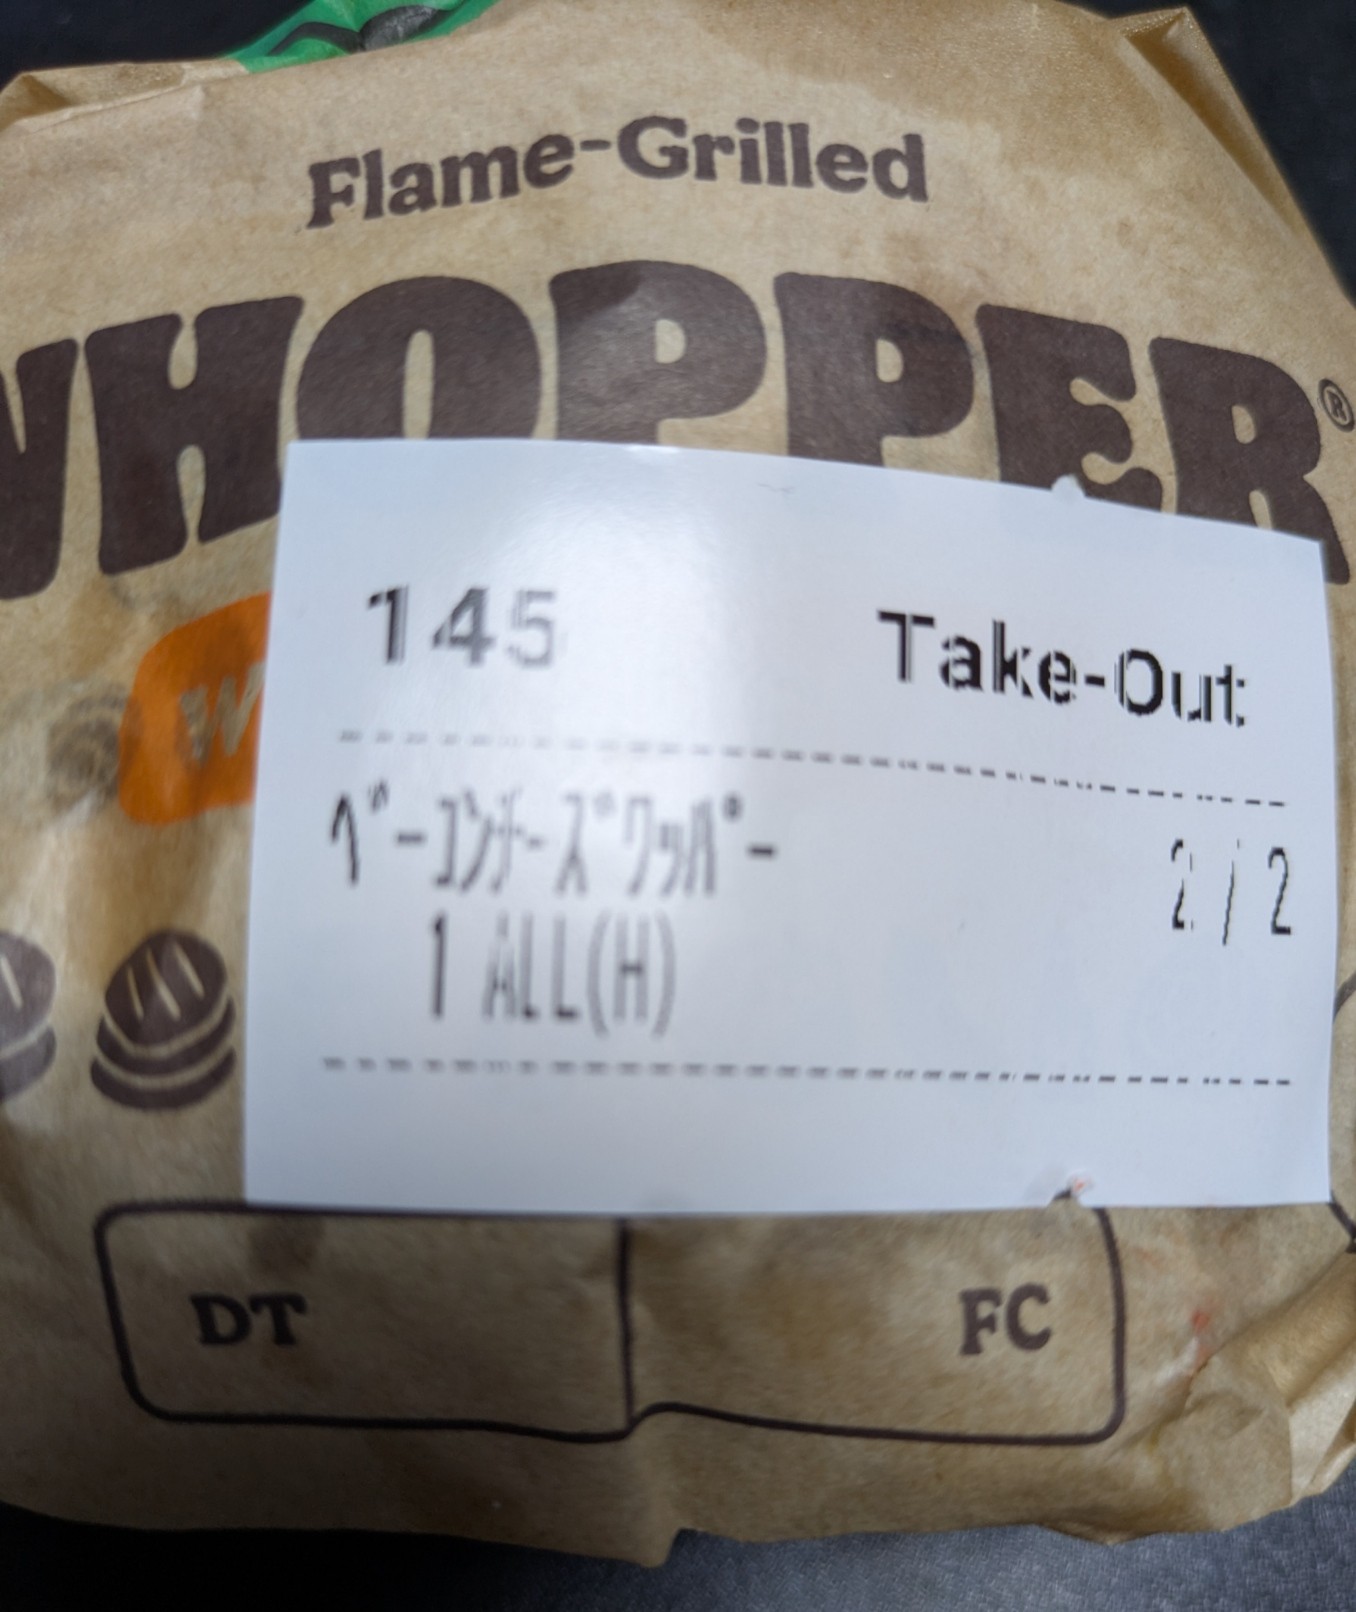 Flame-Grilled
WHOPPER®
W
145 Take-Out
ﾍﾞｰｺﾝﾁｰｽﾞﾜｯﾊﾟｰ 2/2
1 ALL(H)
DT FC